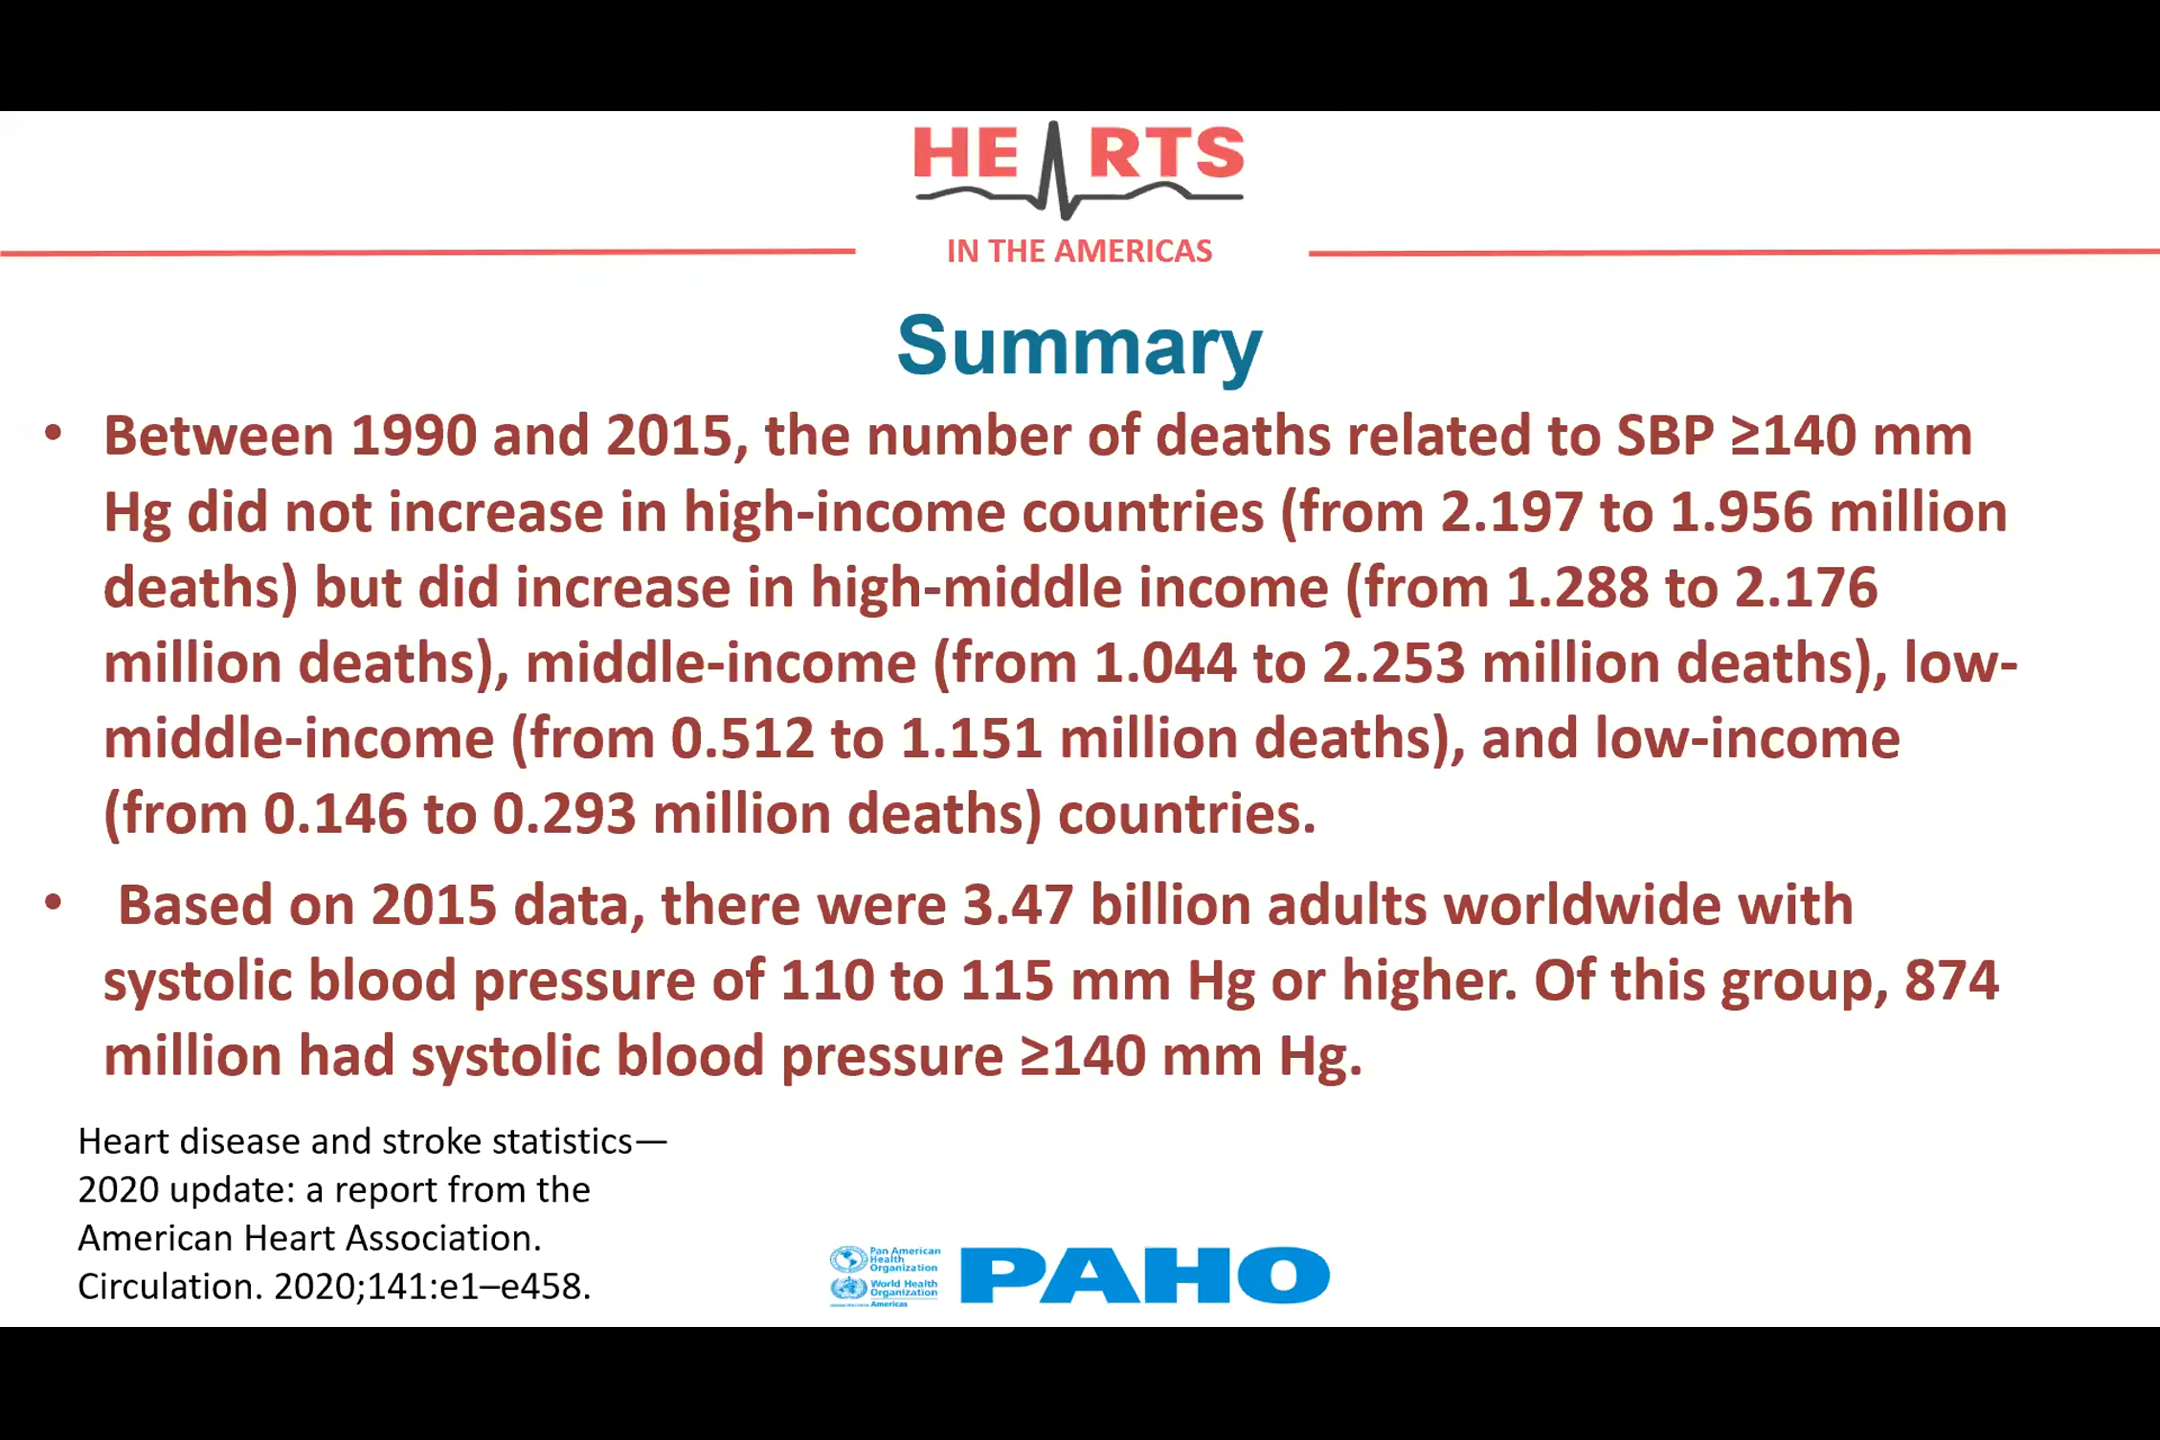 HEARTS
IN THE AMERICAS
Summary
• Between 1990 and 2015, the number of deaths related to SBP ≥140 mm
Hg did not increase in high-income countries (from 2.197 to 1.956 million
deaths) but did increase in high-middle income (from 1.288 to 2.176
million deaths), middle-income (from 1.044 to 2.253 million deaths), low-
middle-income (from 0.512 to 1.151 million deaths), and low-income
(from 0.146 to 0.293 million deaths) countries.
• Based on 2015 data, there were 3.47 billion adults worldwide with
systolic blood pressure of 110 to 115 mm Hg or higher. Of this group, 874
million had systolic blood pressure ≥140 mm Hg.
Heart disease and stroke statistics—
2020 update: a report from the
American Heart Association.
Circulation. 2020;141:e1–e458.
Pan American
Health
Organization
World Health
Organization
Americas
PAHO